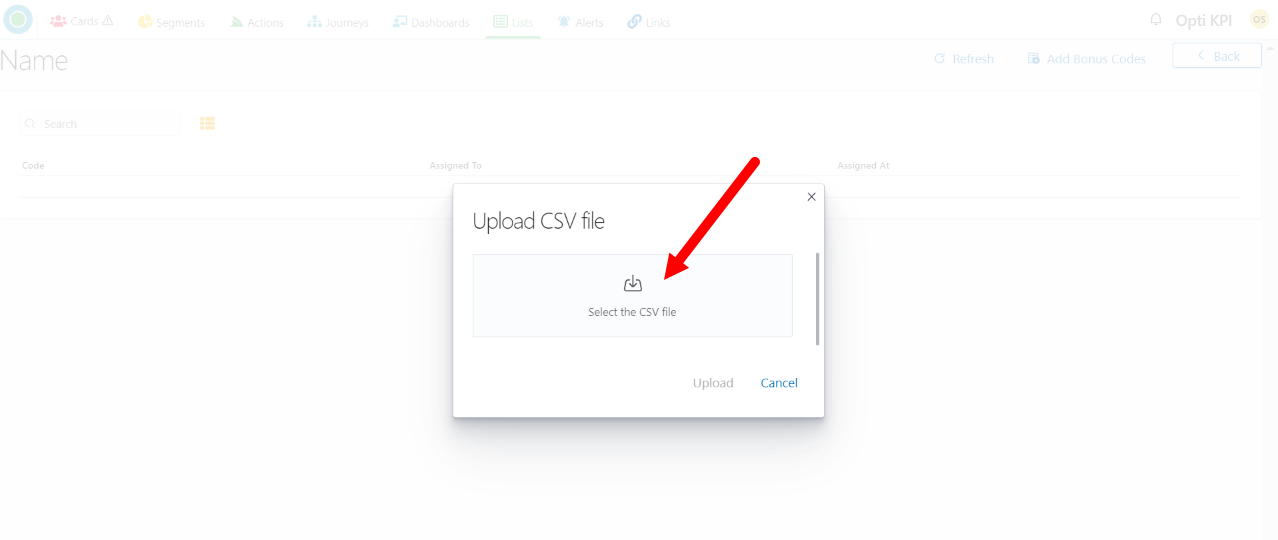 Cards Segments Actions Journeys Dashboards Lists Alerts Links Opti KPI OS
Name Refresh Add Bonus Codes Back
Search
Code Assigned To Assigned At
Upload CSV file
Select the CSV file
Upload Cancel